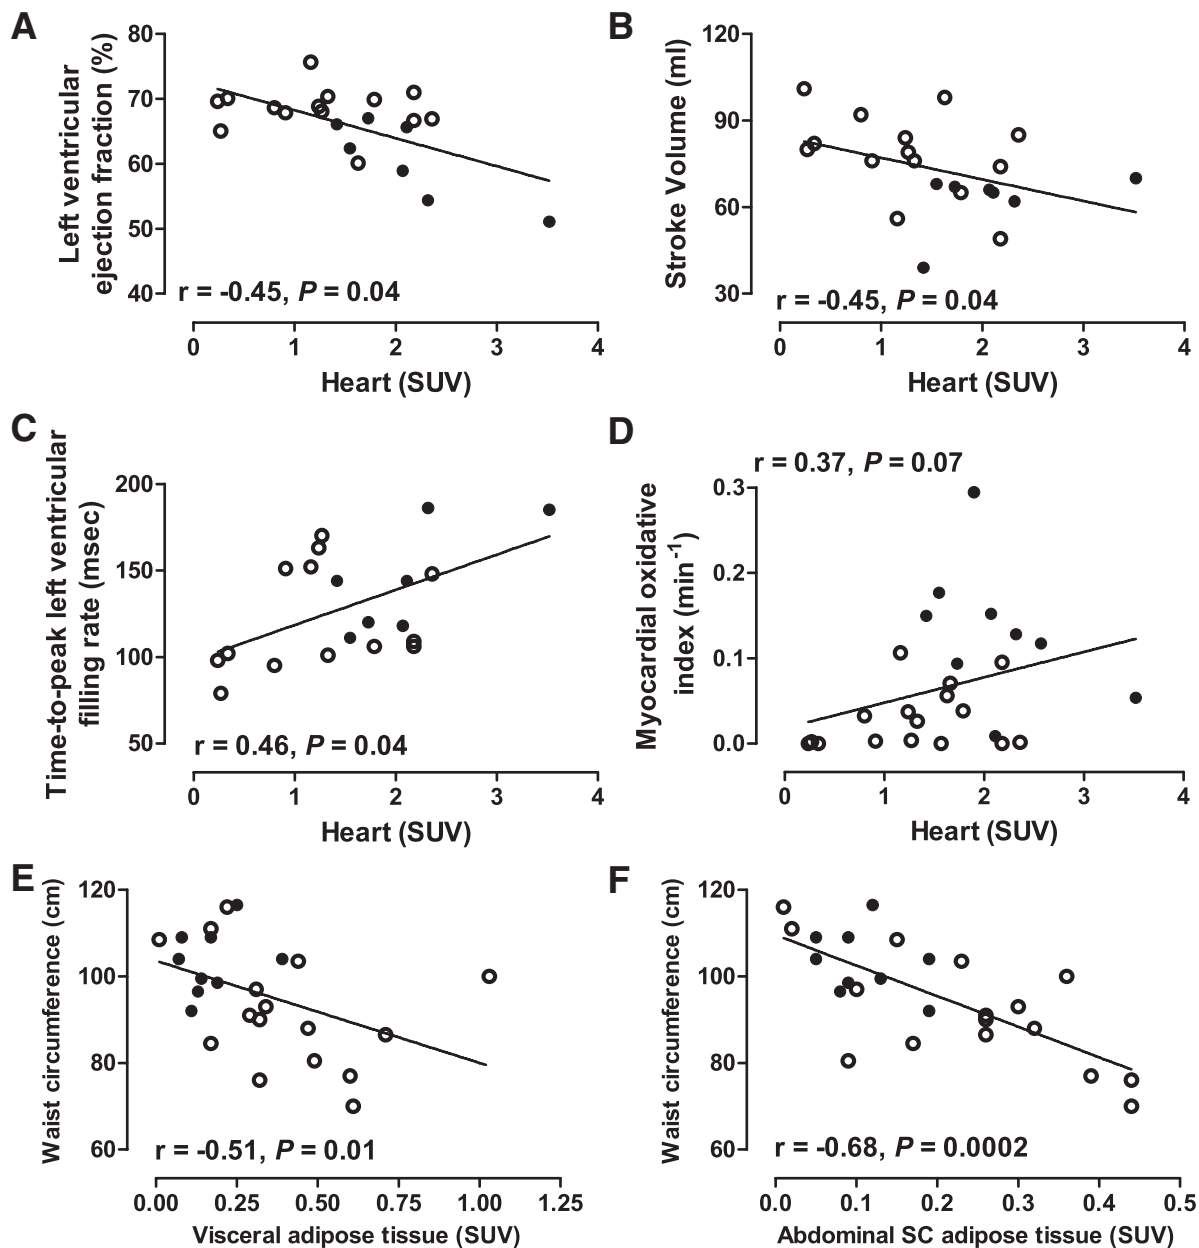 A
Left ventricular
ejection fraction (%)
80
70
60
50
40
r = -0.45, P = 0.04
0 1 2 3 4
Heart (SUV)
B
Stroke Volume (ml)
120
90
60
30
r = -0.45, P = 0.04
0 1 2 3 4
Heart (SUV)
C
Time-to-peak left ventricular
filling rate (msec)
200
150
100
50
r = 0.46, P = 0.04
0 1 2 3 4
Heart (SUV)
D
r = 0.37, P = 0.07
Myocardial oxidative
index (min-1)
0.3
0.2
0.1
0.0
0 1 2 3 4
Heart (SUV)
E
Waist circumference (cm)
120
100
80
60
r = -0.51, P = 0.01
0.00 0.25 0.50 0.75 1.00 1.25
Visceral adipose tissue (SUV)
F
Waist circumference (cm)
120
100
80
60
r = -0.68, P = 0.0002
0.0 0.1 0.2 0.3 0.4 0.5
Abdominal SC adipose tissue (SUV)